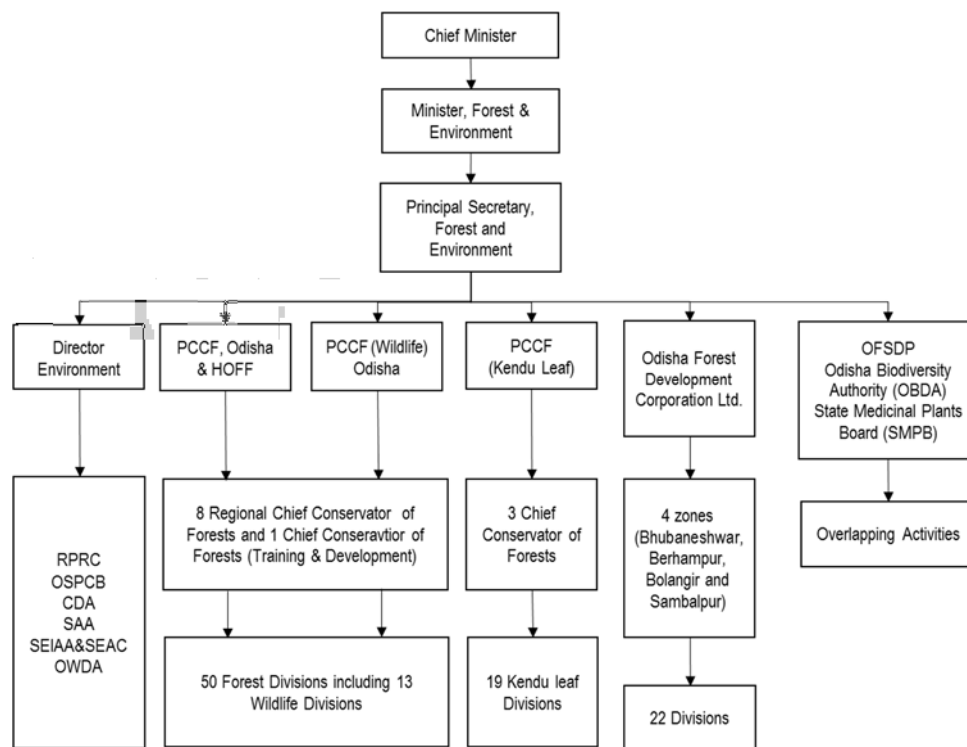 Chief Minister
Minister, Forest &
Environment
Principal Secretary,
Forest and
Environment
Director
Environment
PCCF, Odisha
& HOFF
PCCF (Wildlife)
Odisha
PCCF
(Kendu Leaf)
Odisha Forest
Development
Corporation Ltd.
OFSDP
Odisha Biodiversity
Authority (OBDA)
State Medicinal Plants
Board (SMPB)
RPRC
OSPCB
CDA
SAA
SEIAA&SEAC
OWDA
8 Regional Chief Conservator of
Forests and 1 Chief Conseravtior of
Forests (Training & Development)
3 Chief
Conservator of
Forests
4 zones
(Bhubaneshwar,
Berhampur,
Bolangir and
Sambalpur)
Overlapping Activities
50 Forest Divisions including 13
Wildlife Divisions
19 Kendu leaf
Divisions
22 Divisions